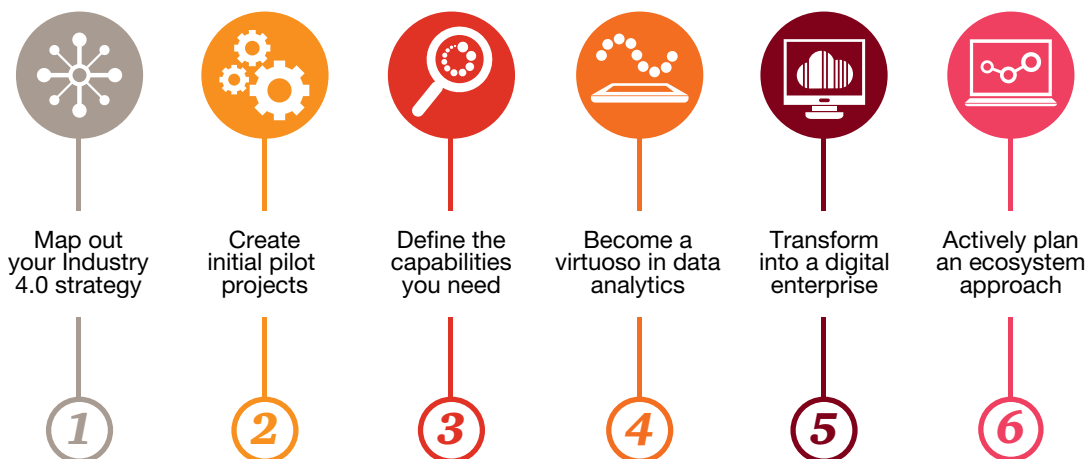 Map out
your Industry
4.0 strategy
1
Create
initial pilot
projects
2
Define the
capabilities
you need
3
Become a
virtuoso in data
analytics
4
Transform
into a digital
enterprise
5
Actively plan
an ecosystem
approach
6